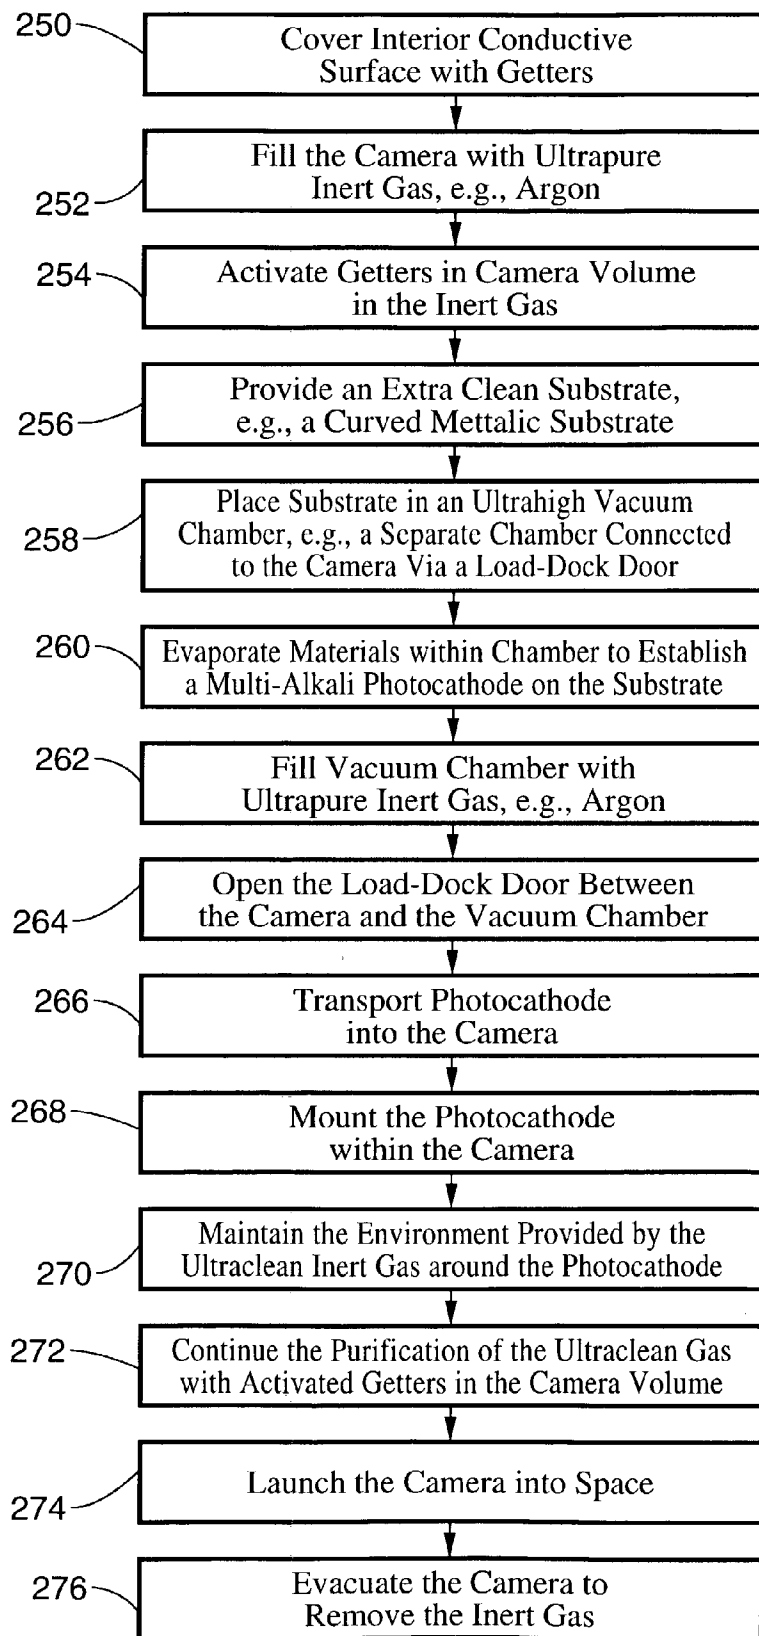 250
Cover Interior Conductive
Surface with Getters
252
Fill the Camera with Ultrapure
Inert Gas, e.g., Argon
254
Activate Getters in Camera Volume
in the Inert Gas
256
Provide an Extra Clean Substrate,
e.g., a Curved Mettalic Substrate
258
Place Substrate in an Ultrahigh Vacuum
Chamber, e.g., a Separate Chamber Connected
to the Camera Via a Load-Dock Door
260
Evaporate Materials within Chamber to Establish
a Multi-Alkali Photocathode on the Substrate
262
Fill Vacuum Chamber with
Ultrapure Inert Gas, e.g., Argon
264
Open the Load-Dock Door Between
the Camera and the Vacuum Chamber
266
Transport Photocathode
into the Camera
268
Mount the Photocathode
within the Camera
270
Maintain the Environment Provided by the
Ultraclean Inert Gas around the Photocathode
272
Continue the Purification of the Ultraclean Gas
with Activated Getters in the Camera Volume
274
Launch the Camera into Space
276
Evacuate the Camera to
Remove the Inert Gas